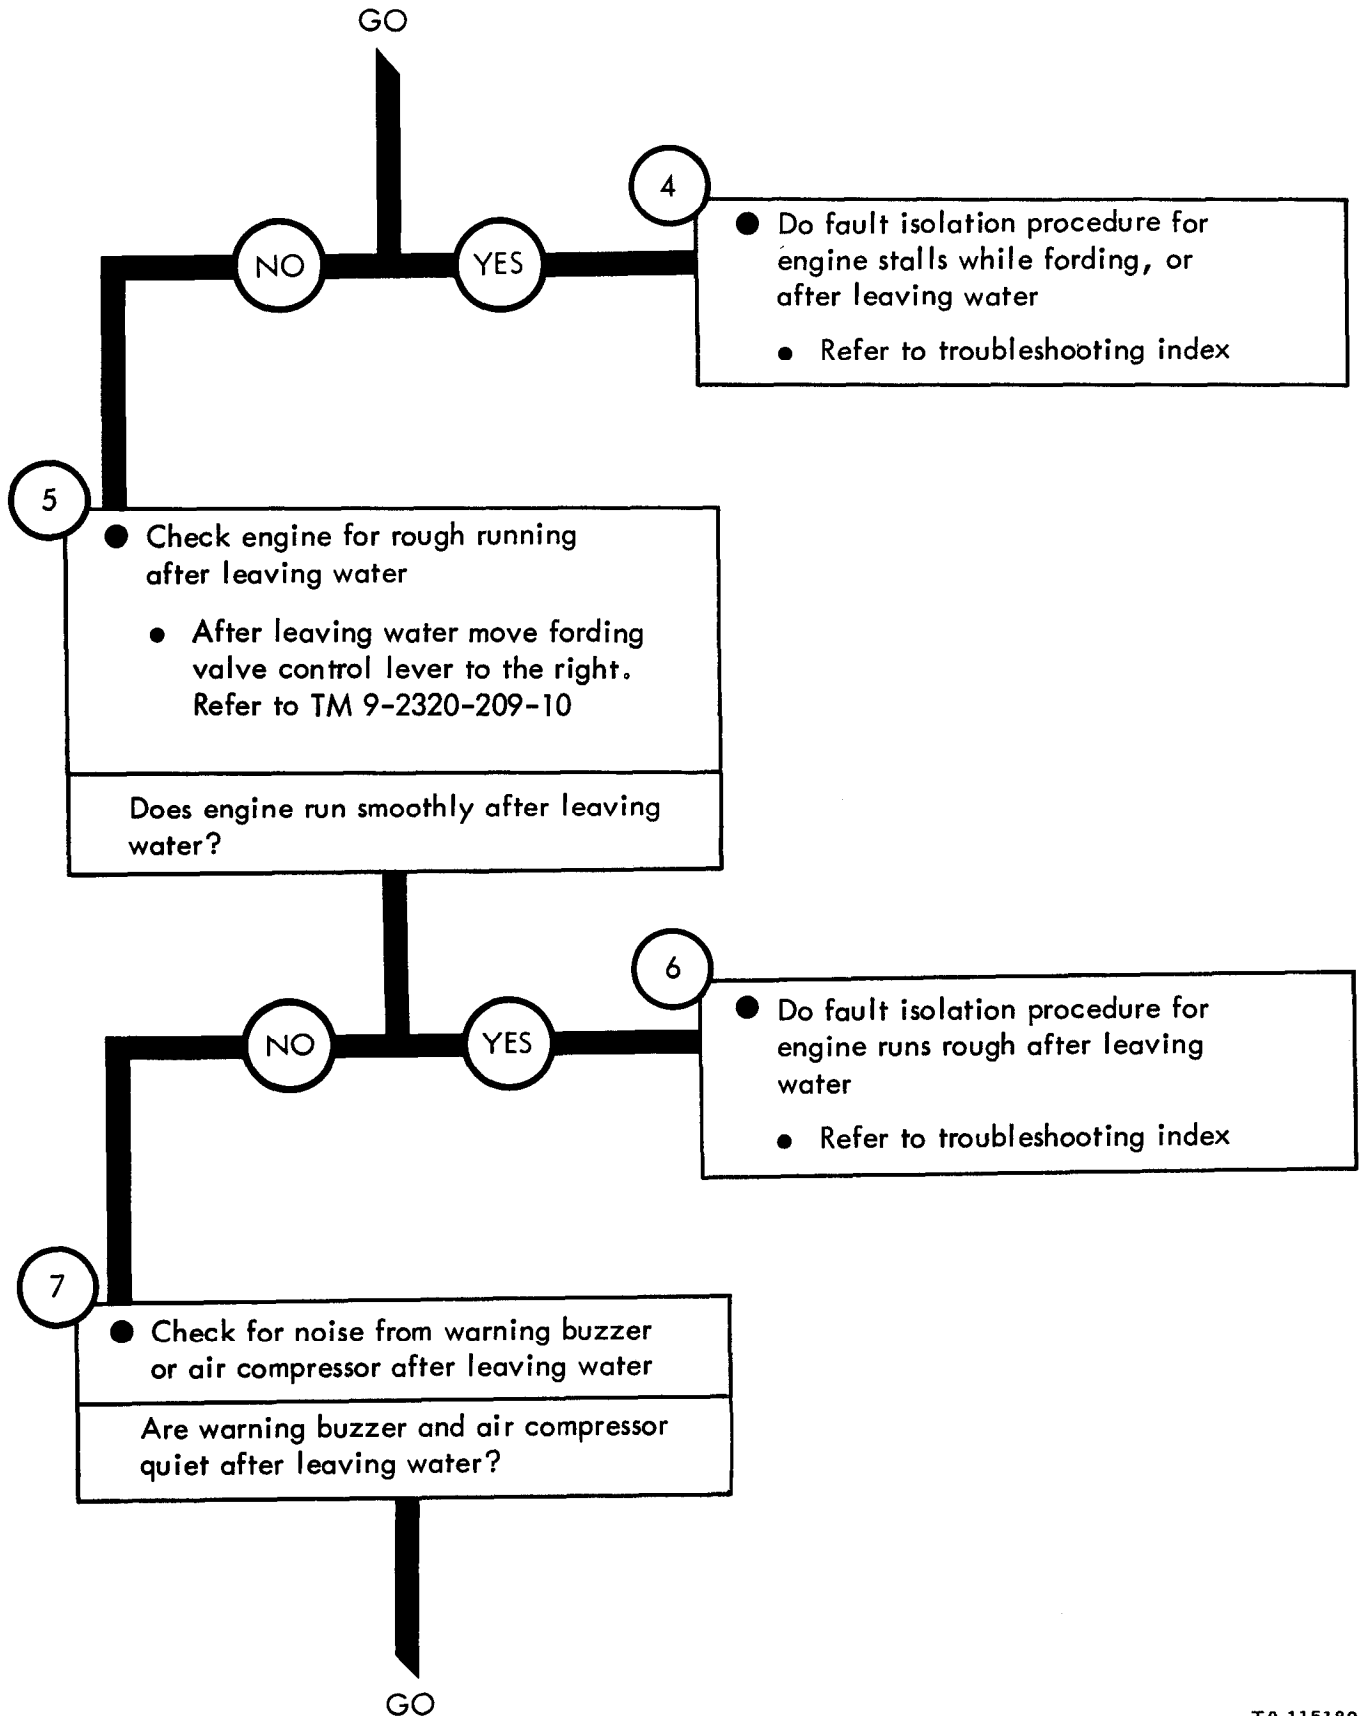 GO
NO
YES
4
● Do fault isolation procedure for
engine stalls while fording, or
after leaving water
● Refer to troubleshooting index
5
● Check engine for rough running
after leaving water
● After leaving water move fording
valve control lever to the right.
Refer to TM 9-2320-209-10
Does engine run smoothly after leaving
water?
NO
YES
6
● Do fault isolation procedure for
engine runs rough after leaving
water
● Refer to troubleshooting index
7
● Check for noise from warning buzzer
or air compressor after leaving water
Are warning buzzer and air compressor
quiet after leaving water?
GO